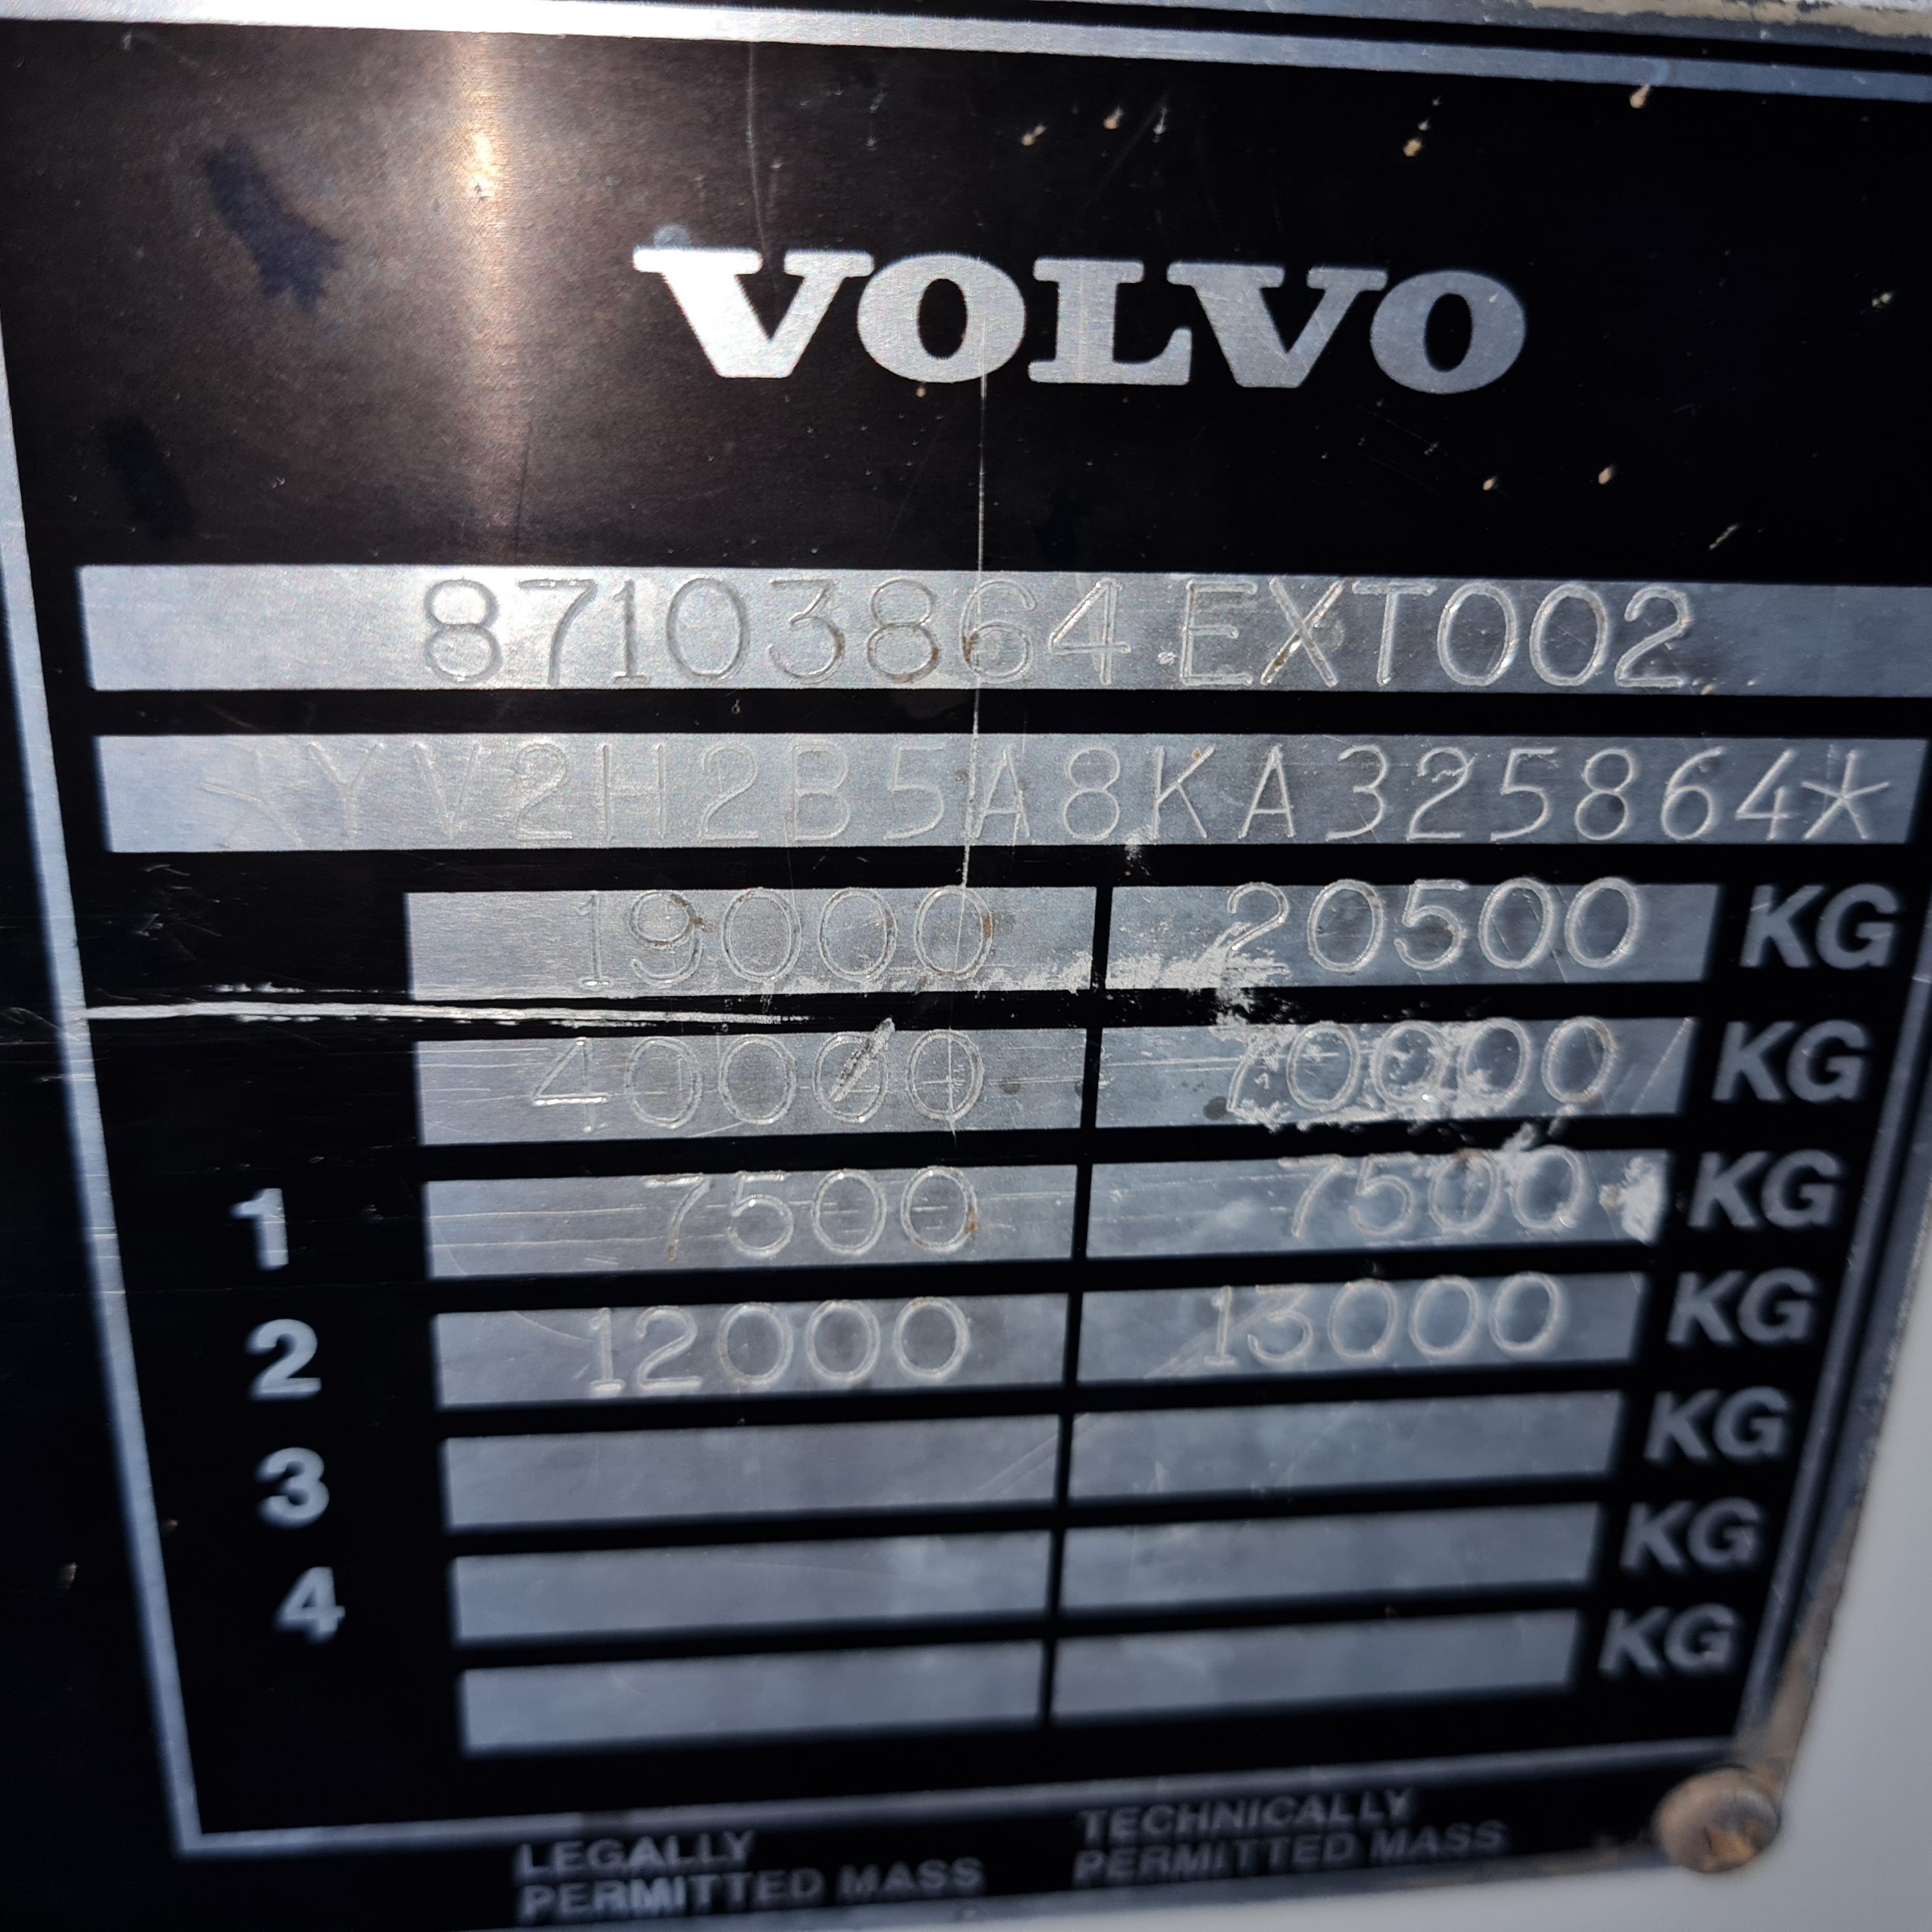 VOLVO
87103864 EXT002
*YV2H2B5A8KA325864*
19000 20500 KG
40000 70000 KG
1 7500 7500 KG
2 12000 13000 KG
3 KG
4 KG
KG
LEGALLY PERMITTED MASS
TECHNICALLY PERMITTED MASS